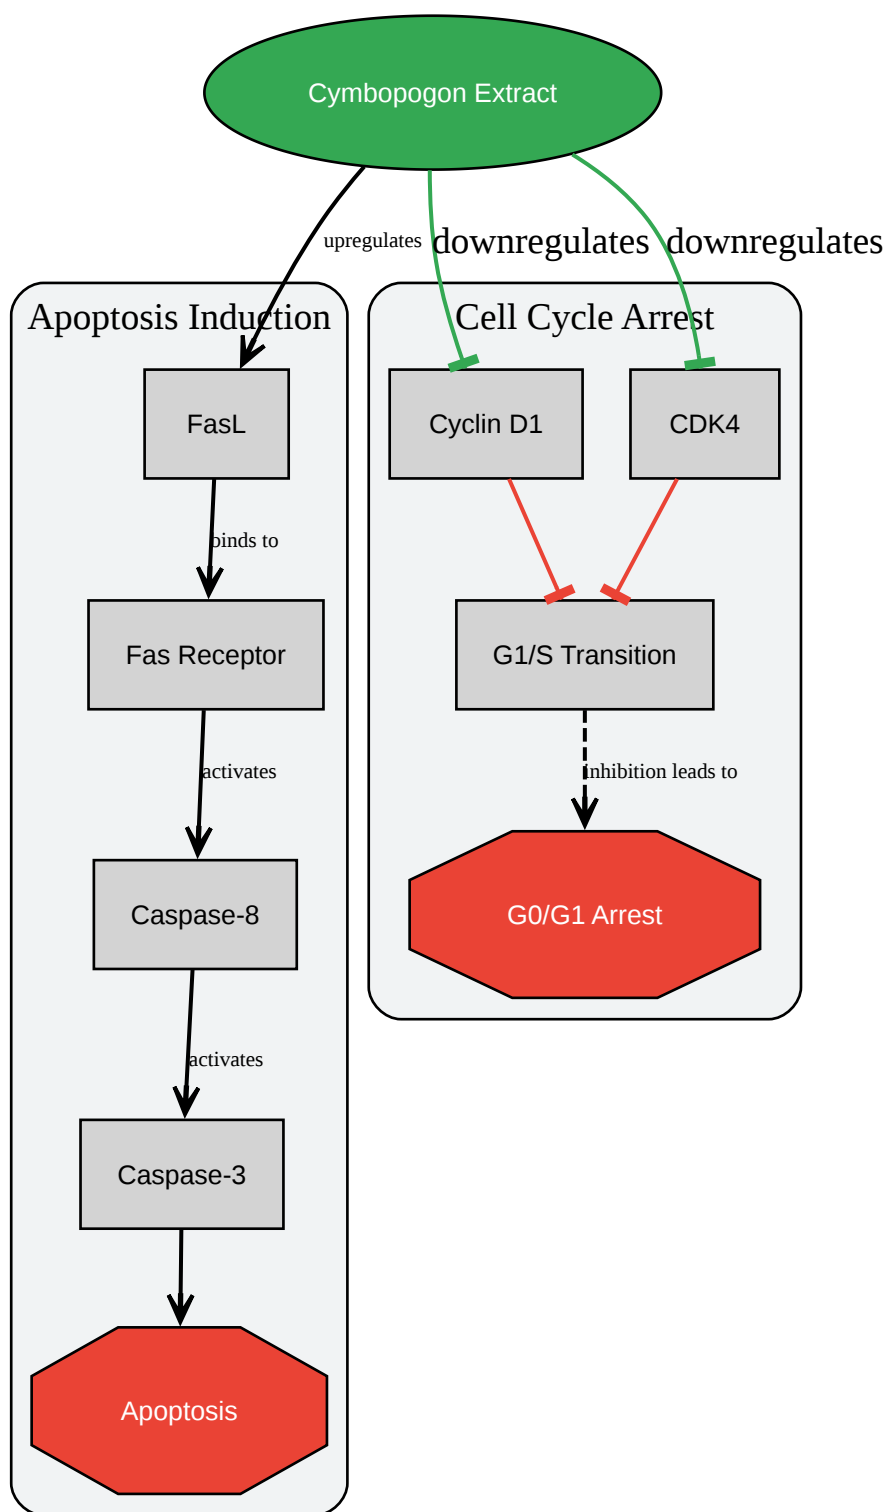 Cymbopogon Extract
upregulates
downregulates
downregulates
Apoptosis Induction
Cell Cycle Arrest
FasL
Cyclin D1
CDK4
binds to
Fas Receptor
G1/S Transition
activates
inhibition leads to
Caspase-8
G0/G1 Arrest
activates
Caspase-3
Apoptosis